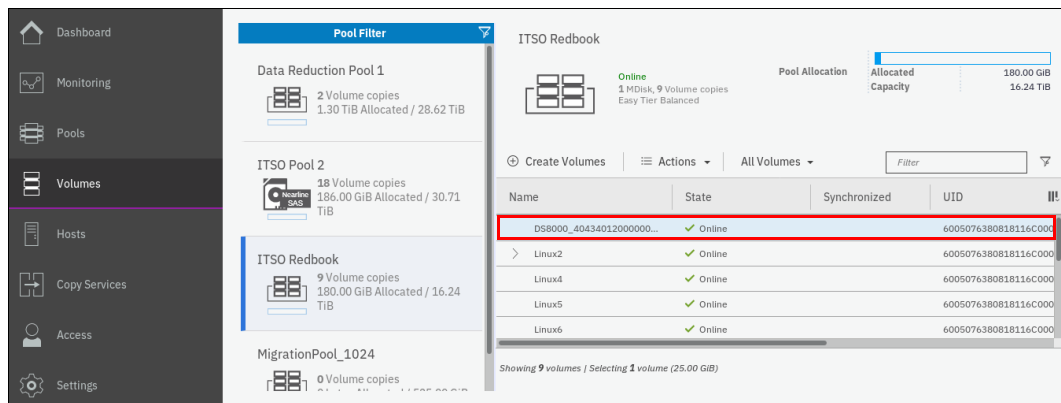 Dashboard
Monitoring
Pools
Volumes
Hosts
Copy Services
Access
Settings
Pool Filter
Data Reduction Pool 1
2 Volume copies
1.30 TiB Allocated / 28.62 TiB
ITSO Pool 2
Nearline
SAS
18 Volume copies
186.00 GiB Allocated / 30.71
TiB
ITSO Redbook
9 Volume copies
180.00 GiB Allocated / 16.24
TiB
MigrationPool_1024
0 Volume copies
ITSO Redbook
Online
1 MDisk, 9 Volume copies
Easy Tier Balanced
Pool Allocation
Allocated 180.00 GiB
Capacity 16.24 TiB
Create Volumes Actions All Volumes Filter
Name State Synchronized UID
DS8000_40434012000000... Online 6005076380818116C000
Linux2 Online 6005076380818116C000
Linux4 Online 6005076380818116C000
Linux5 Online 6005076380818116C000
Linux6 Online 6005076380818116C000
Showing 9 volumes | Selecting 1 volume (25.00 GiB)